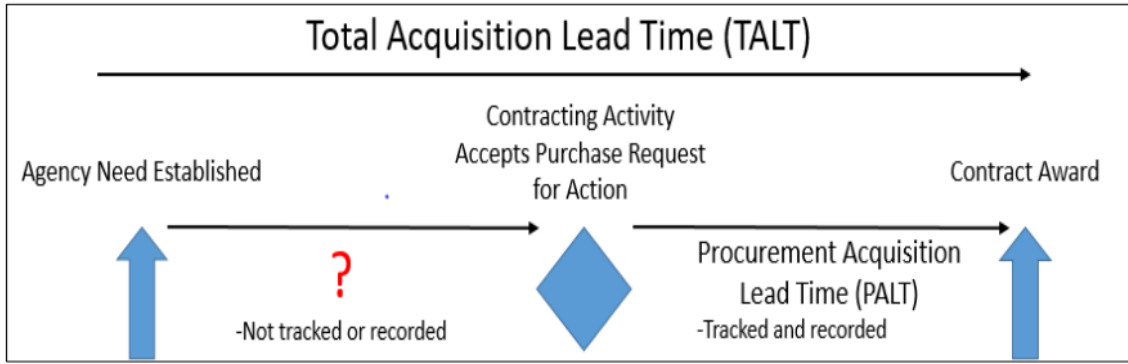 Total Acquisition Lead Time (TALT)
Contracting Activity
Accepts Purchase Request
for Action
Agency Need Established
Contract Award
?
-Not tracked or recorded
Procurement Acquisition
Lead Time (PALT)
-Tracked and recorded